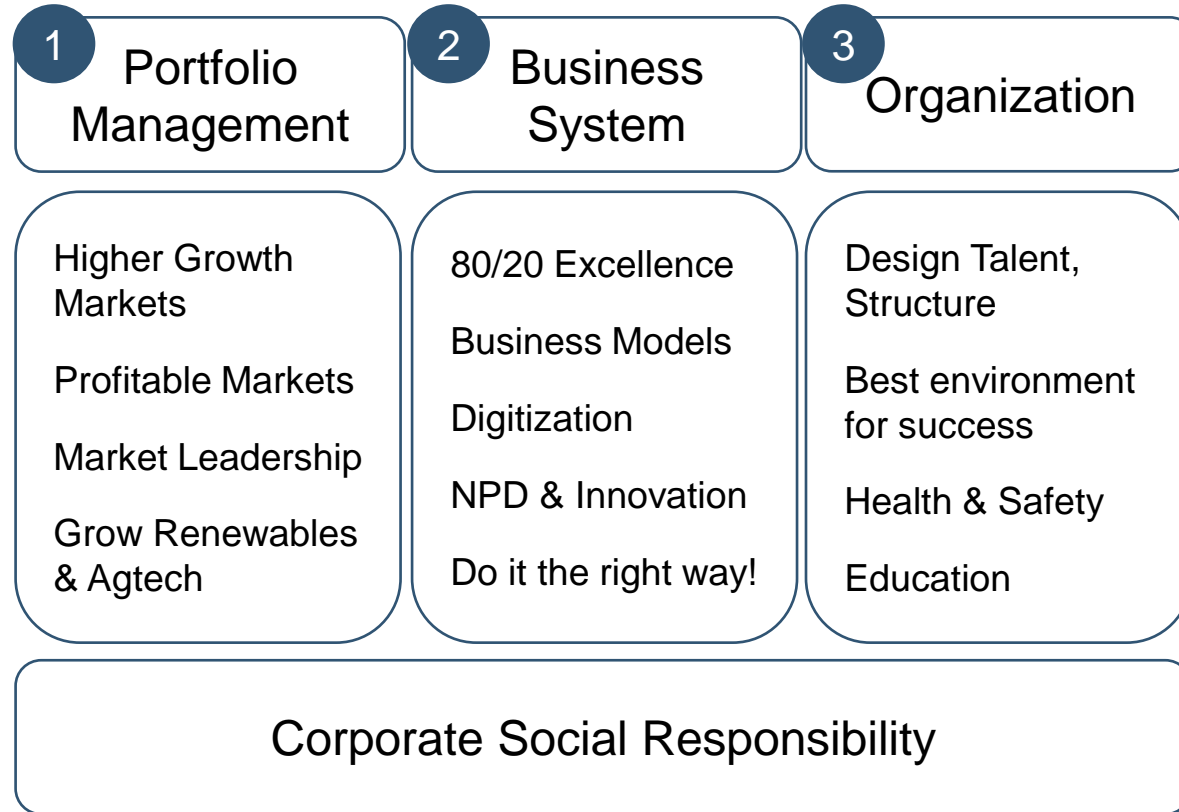 1
Portfolio
Management
2
Business
System
3
Organization
Higher Growth
Markets
Profitable Markets
Market Leadership
Grow Renewables
& Agtech
80/20 Excellence
Business Models
Digitization
NPD & Innovation
Do it the right way!
Design Talent,
Structure
Best environment
for success
Health & Safety
Education
Corporate Social Responsibility